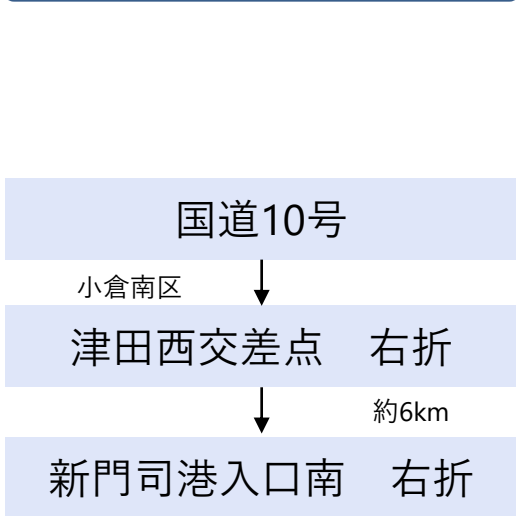 国道10号
小倉南区
津田西交差点　右折
約6km
新門司港入口南　右折